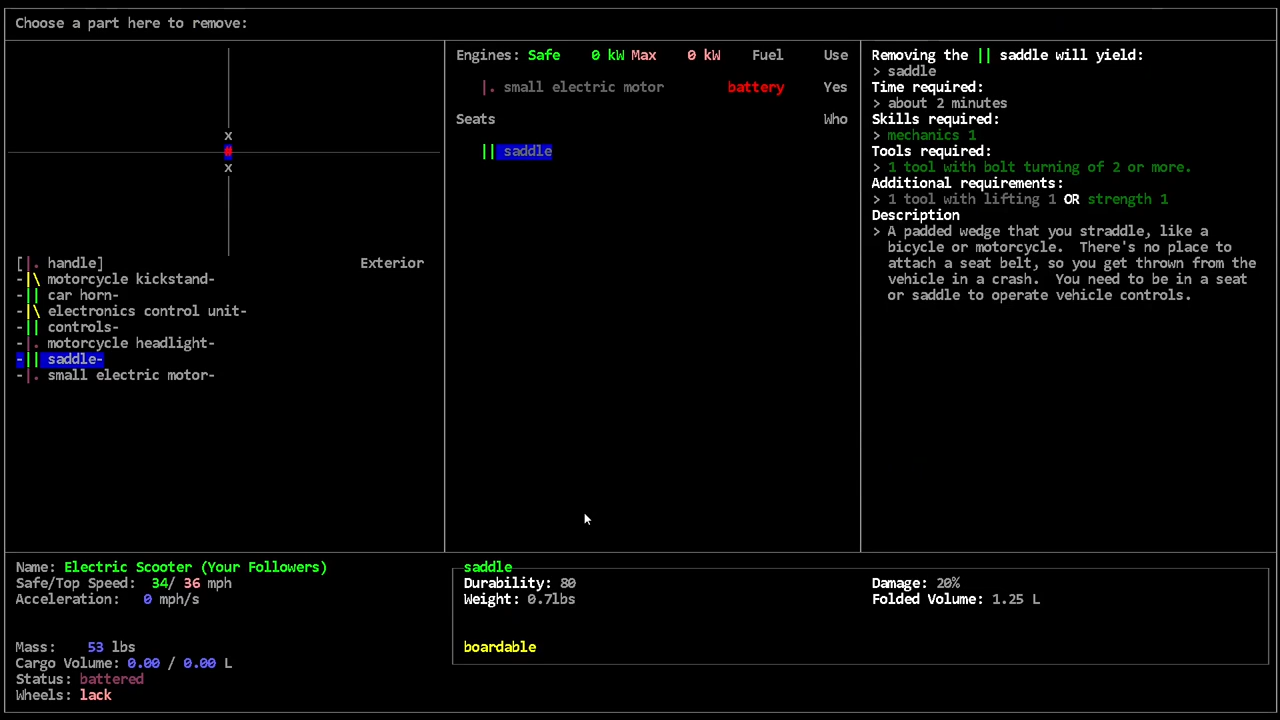 Choose a part here to remove:
x
#
x
[|. handle] Exterior
-|\ motorcycle kickstand-
-|| car horn-
-|\ electronics control unit-
-|| controls-
-|. motorcycle headlight-
-|| saddle-
-|. small electric motor-
Engines: Safe 0 kW Max 0 kW Fuel Use
|. small electric motor battery Yes
Seats Who
|| saddle
Removing the || saddle will yield:
> saddle
Time required:
> about 2 minutes
Skills required:
> mechanics 1
Tools required:
> 1 tool with bolt turning of 2 or more.
Additional requirements:
> 1 tool with lifting 1 OR strength 1
Description
> A padded wedge that you straddle, like a
bicycle or motorcycle. There's no place to
attach a seat belt, so you get thrown from the
vehicle in a crash. You need to be in a seat
or saddle to operate vehicle controls.
Name: Electric Scooter (Your Followers)
Safe/Top Speed: 34/ 36 mph
Acceleration: 0 mph/s
Mass: 53 lbs
Cargo Volume: 0.00 / 0.00 L
Status: battered
Wheels: lack
saddle
Durability: 80 Damage: 20%
Weight: 0.7lbs Folded Volume: 1.25 L
boardable